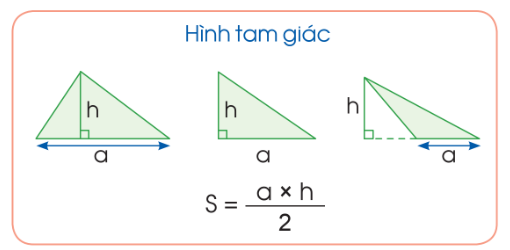 Hình tam giác
h
a
h
a
h
a
S = a × h / 2